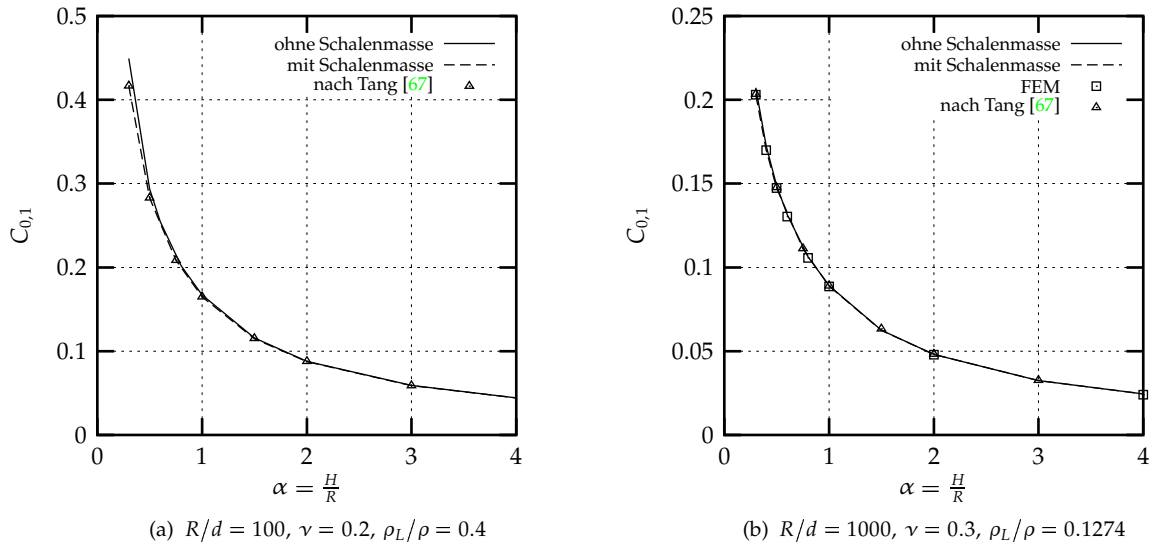 0.5
0.4
0.3
0.2
0.1
0
C0,1
ohne Schalenmasse
mit Schalenmasse
nach Tang [67]
0 1 2 3 4
α = H/R
(a) R/d = 100, ν = 0.2, ρL/ρ = 0.4
0.25
0.2
0.15
0.1
0.05
0
C0,1
ohne Schalenmasse
mit Schalenmasse
FEM
nach Tang [67]
0 1 2 3 4
α = H/R
(b) R/d = 1000, ν = 0.3, ρL/ρ = 0.1274